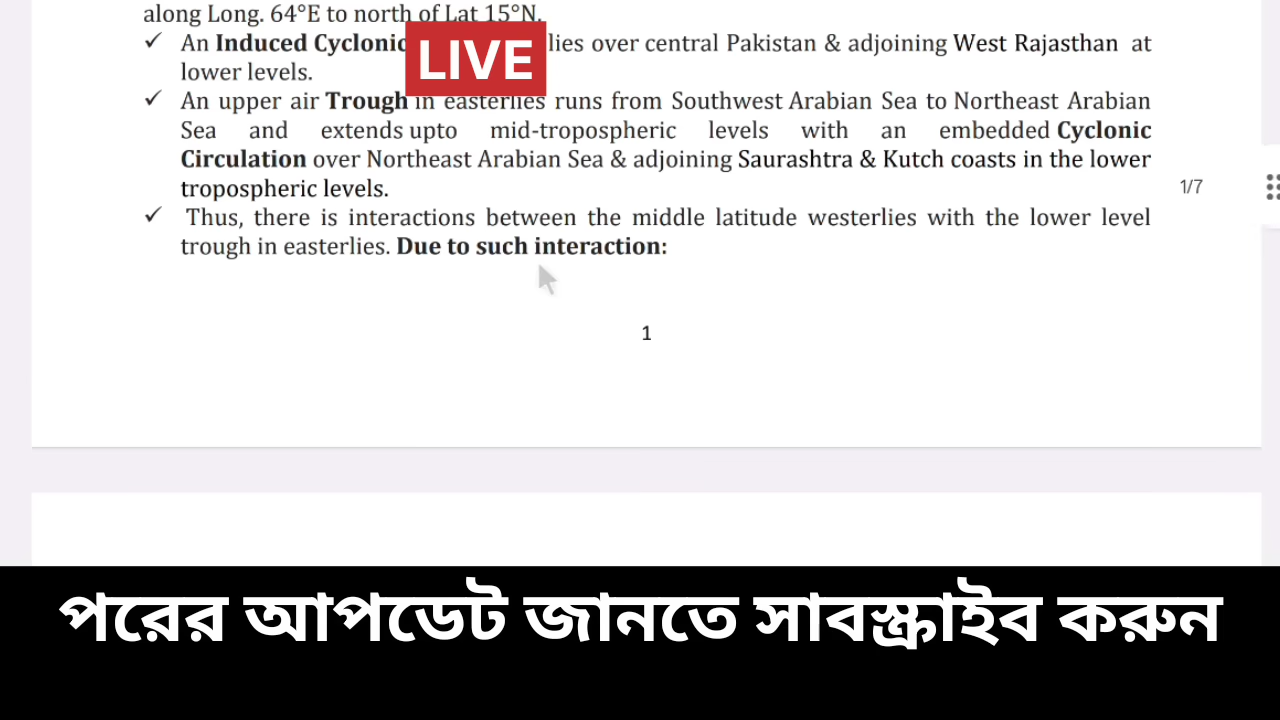 along Long. 64°E to north of Lat 15°N.
✓ An Induced Cyclonic lies over central Pakistan & adjoining West Rajasthan at
LIVE
lower levels.
✓ An upper air Trough in easterlies runs from Southwest Arabian Sea to Northeast Arabian
Sea and extends upto mid-tropospheric levels with an embedded Cyclonic
Circulation over Northeast Arabian Sea & adjoining Saurashtra & Kutch coasts in the lower
tropospheric levels.
1/7
✓ Thus, there is interactions between the middle latitude westerlies with the lower level
trough in easterlies. Due to such interaction:
1
পরের আপডেট জানতে সাবস্ক্রাইব করুন